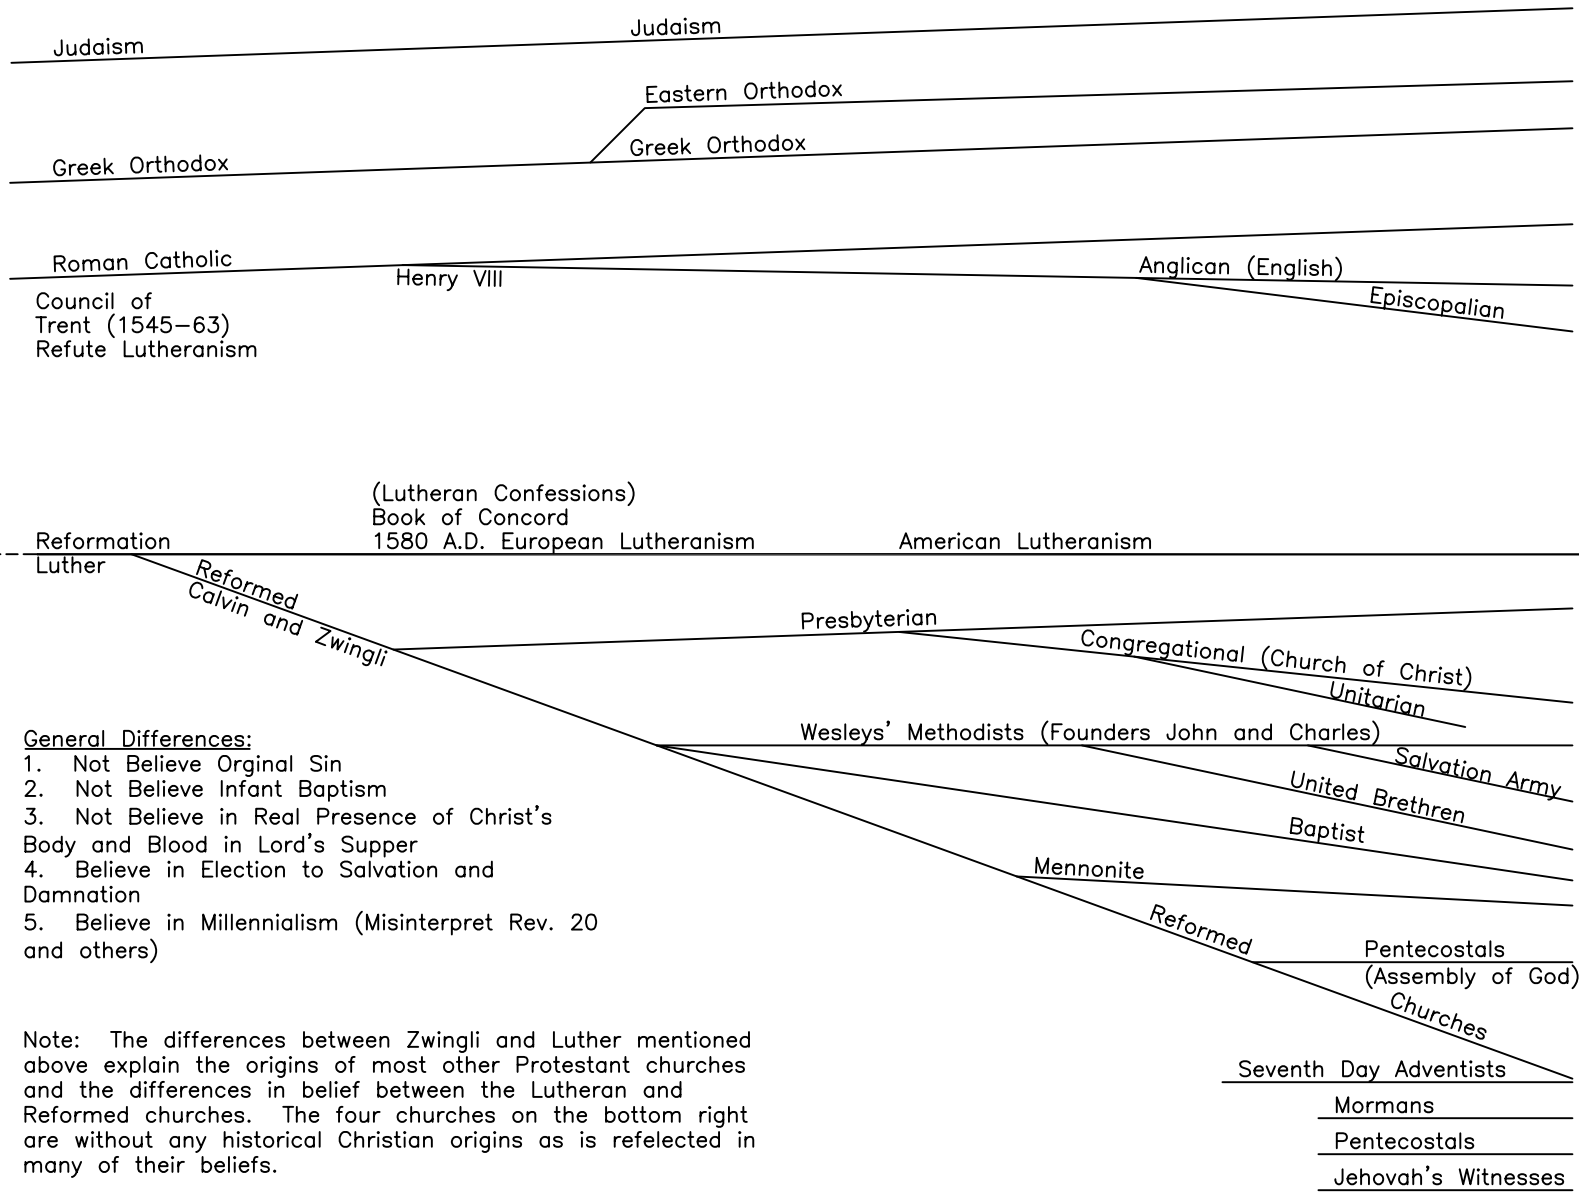 Judaism
Judaism
Eastern Orthodox
Greek Orthodox
Greek Orthodox
Roman Catholic
Henry VIII
Anglican (English)
Episcopalian
Council of
Trent (1545-63)
Refute Lutheranism
(Lutheran Confessions)
Book of Concord
Reformation
1580 A.D. European Lutheranism
American Lutheranism
Luther
Reformed
Calvin and Zwingli
Presbyterian
Congregational (Church of Christ)
Unitarian
Wesleys' Methodists (Founders John and Charles)
Salvation Army
United Brethren
Baptist
Mennonite
Reformed
Pentecostals
(Assembly of God)
Churches
General Differences:
1. Not Believe Orginal Sin
2. Not Believe Infant Baptism
3. Not Believe in Real Presence of Christ's
Body and Blood in Lord's Supper
4. Believe in Election to Salvation and
Damnation
5. Believe in Millennialism (Misinterpret Rev. 20
and others)
Note: The differences between Zwingli and Luther mentioned
above explain the origins of most other Protestant churches
and the differences in belief between the Lutheran and
Reformed churches. The four churches on the bottom right
are without any historical Christian origins as is refelected in
many of their beliefs.
Seventh Day Adventists
Mormans
Pentecostals
Jehovah's Witnesses